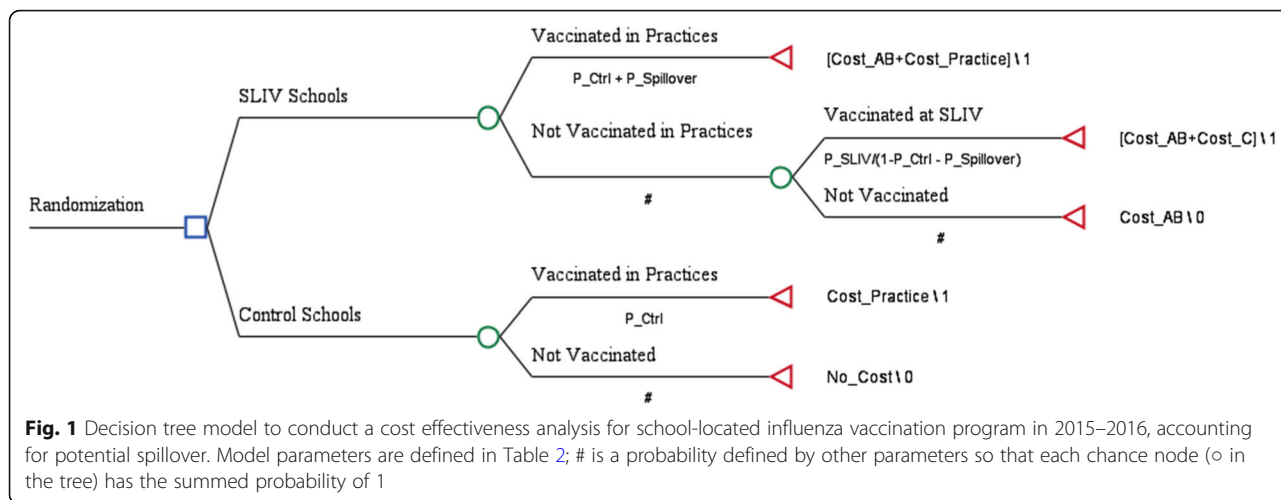 Vaccinated in Practices
[Cost_AB+Cost_Practice] \ 1
P_Ctrl + P_Spillover
SLIV Schools
Vaccinated at SLIV
Not Vaccinated in Practices
[Cost_AB+Cost_C] \ 1
P_SLIV/(1-P_Ctrl - P_Spillover)
Randomization
#
Not Vaccinated
Cost_AB \ 0
#
Vaccinated in Practices
Control Schools
Cost_Practice \ 1
P_Ctrl
Not Vaccinated
No_Cost \ 0
#
Fig. 1 Decision tree model to conduct a cost effectiveness analysis for school-located influenza vaccination program in 2015–2016, accounting
for potential spillover. Model parameters are defined in Table 2; # is a probability defined by other parameters so that each chance node (○ in
the tree) has the summed probability of 1